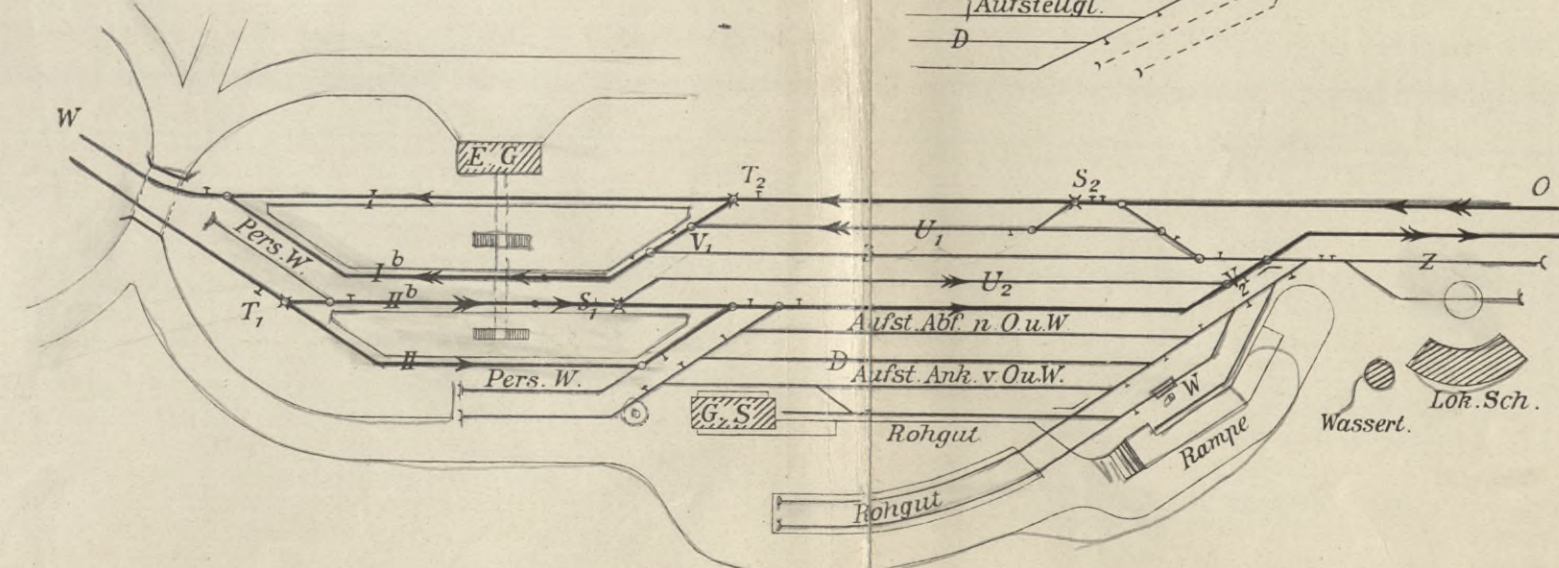 Aufstellgl.
D
W
E G
T2
S2
O
I
Pers. W.
V1
U1
Z
Ib
IIb
S1
U2
V2
T1
Aufst. Abf. n. O. u. W.
II
D
Pers. W.
Aufst. Ank. v. O. u. W.
W
G. S
Rohgut
Wassert.
Lok. Sch.
Rampe
Rohgut